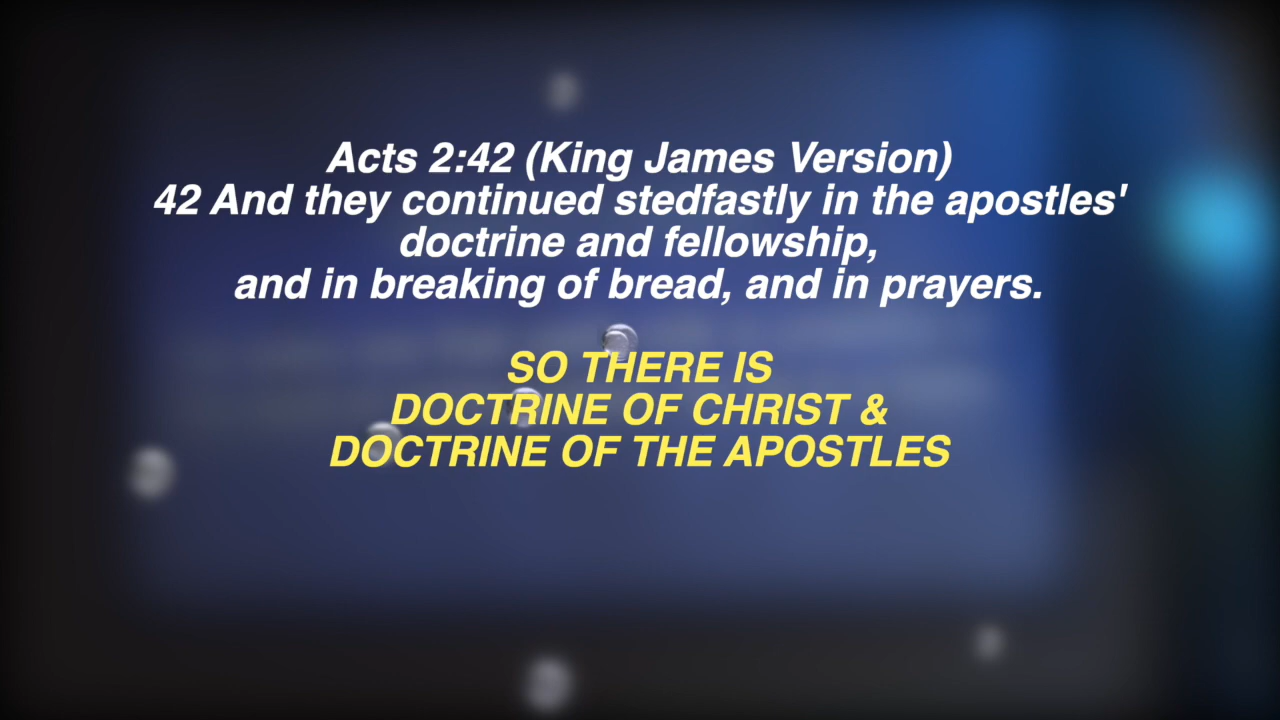 Acts 2:42 (King James Version)
42 And they continued stedfastly in the apostles'
doctrine and fellowship,
and in breaking of bread, and in prayers.
SO THERE IS
DOCTRINE OF CHRIST &
DOCTRINE OF THE APOSTLES